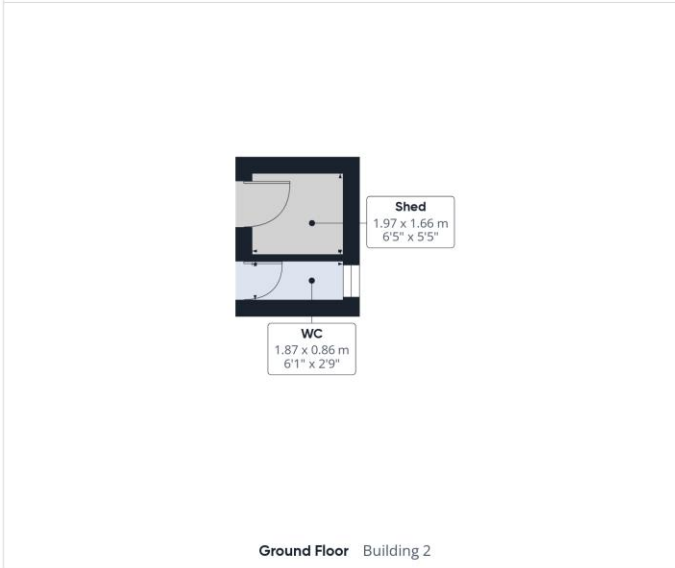 Shed
1.97 x 1.66 m
6'5" x 5'5"
WC
1.87 x 0.86 m
6'1" x 2'9"
Ground Floor Building 2